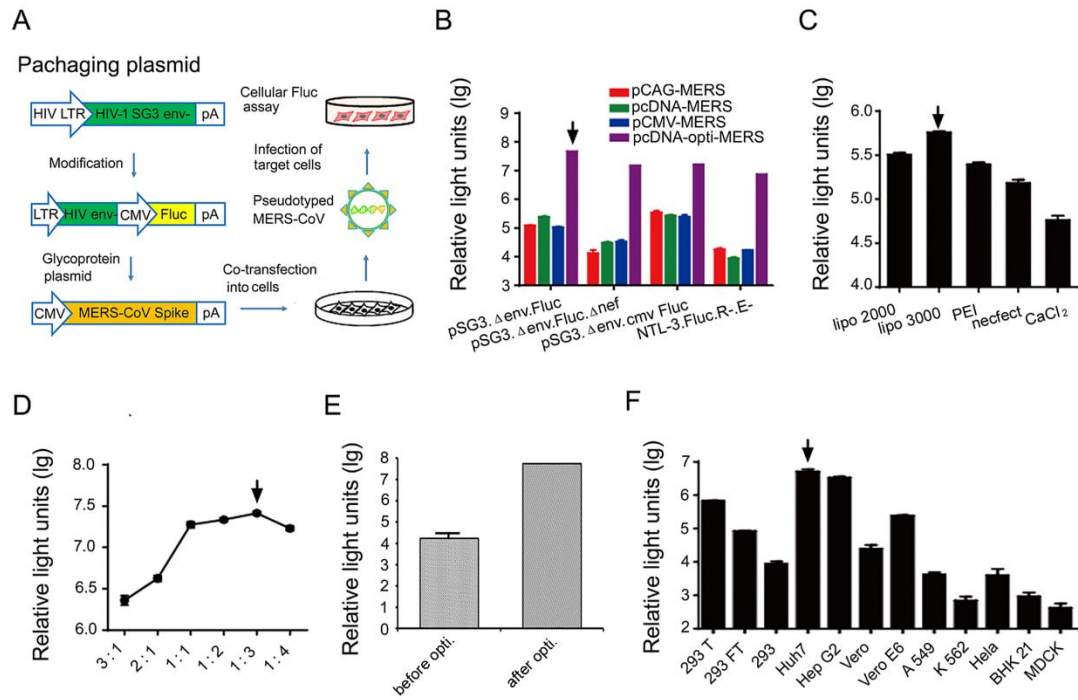 A
Pachaging plasmid
HIV LTR
HIV-1 SG3 env-
pA
Modification
LTR
HIV env-
CMV
Fluc
pA
Glycoprotein
plasmid
CMV
MERS-CoV Spike
pA
Co-transfection
into cells
Cellular Fluc
assay
Infection of
target cells
Pseudotyped
MERS-CoV
B
Relative light units (lg)
9
8
7
6
5
4
3
pCAG-MERS
pcDNA-MERS
pCMV-MERS
pcDNA-opti-MERS
pSG3.Δenv.Fluc
pSG3.Δenv.Fluc.Δnef
pSG3.Δenv.cmv Fluc
NTL-3.Fluc.R-.E-
C
Relative light units (lg)
6.0
5.5
5.0
4.5
4.0
lipo 2000
lipo 3000
PEI
necfect
CaCl₂
D
Relative light units (lg)
8.0
7.5
7.0
6.5
6.0
3:1
2:1
1:1
1:2
1:3
1:4
E
Relative light units (lg)
9
8
7
6
5
4
3
2
1
0
before opti.
after opti.
F
Relative light units (lg)
7
6
5
4
3
2
293 T
293 FT
293
Huh7
Hep G2
Vero
Vero E6
A 549
K 562
Hela
BHK 21
MDCK